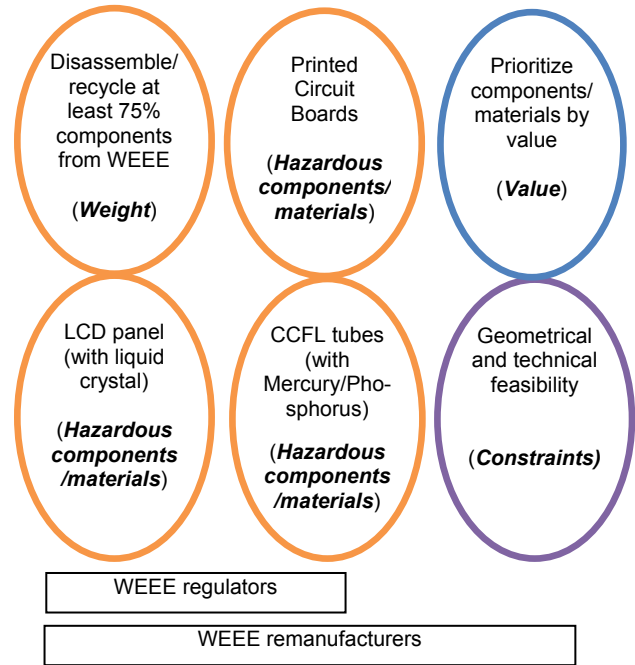 Disassemble/
recycle at
least 75%
components
from WEEE
(Weight)
Printed
Circuit
Boards
(Hazardous
components/
materials)
Prioritize
components/
materials by
value
(Value)
LCD panel
(with liquid
crystal)
(Hazardous
components
/materials)
CCFL tubes
(with
Mercury/Pho-
sphorus)
(Hazardous
components
/materials)
Geometrical
and technical
feasibility
(Constraints)
WEEE regulators
WEEE remanufacturers